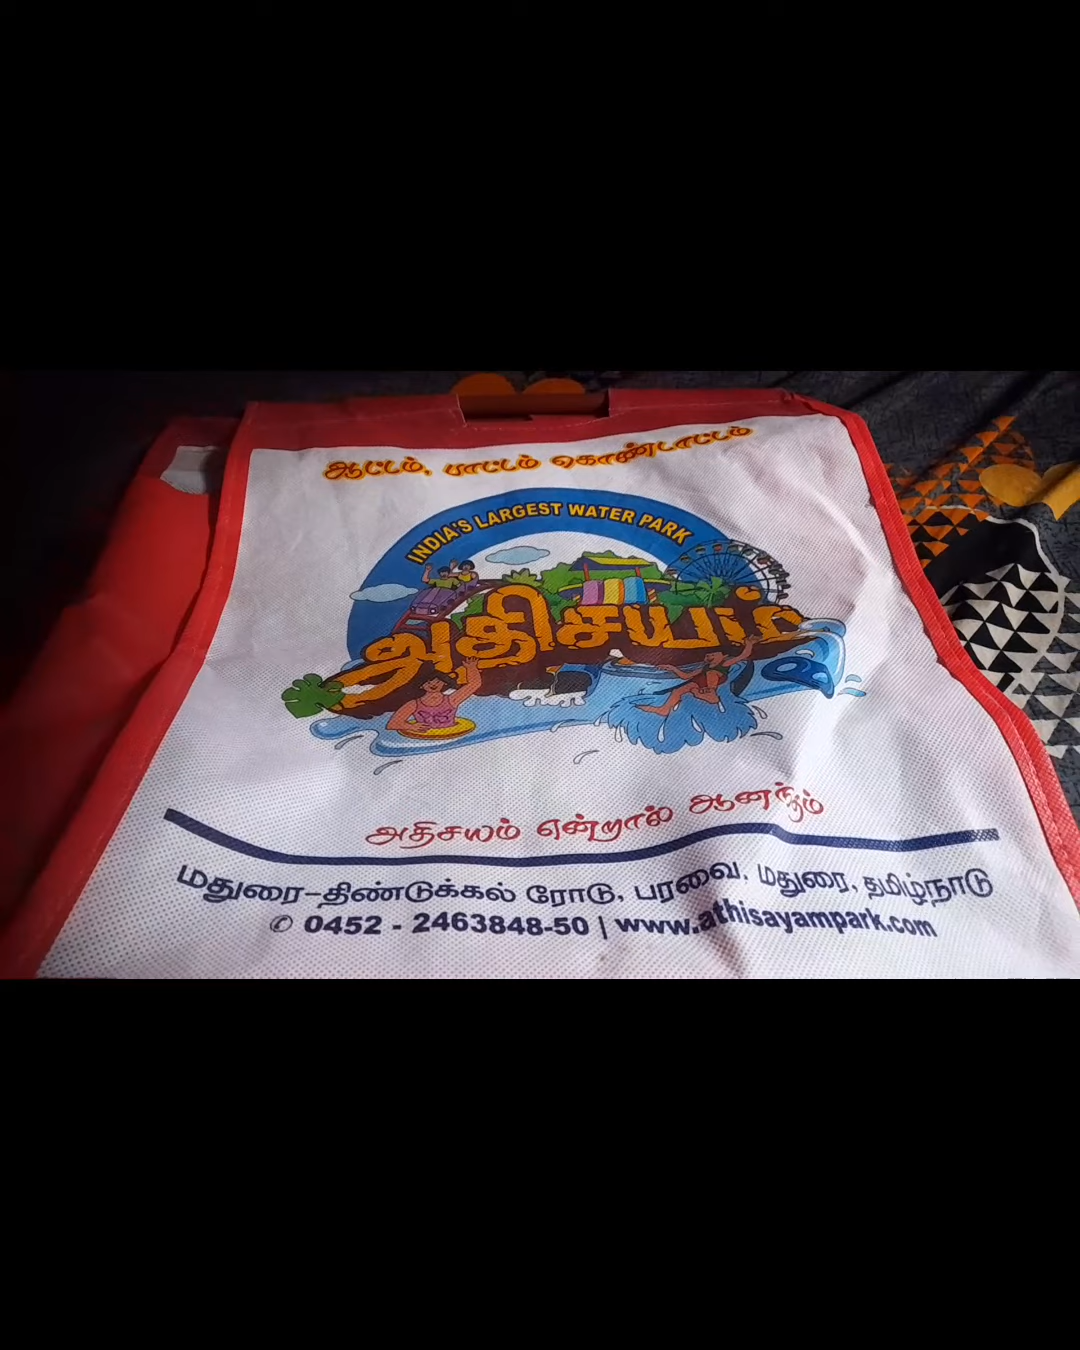 ஆட்டம், பாட்டம் கொண்டாட்டம்
INDIA'S LARGEST WATER PARK
அதிசயம்
அதிசயம் என்றால் ஆனந்தம்
மதுரை-திண்டுக்கல் ரோடு, பரவை, மதுரை, தமிழ்நாடு
✆ 0452 - 2463848-50 | www.athisayampark.com